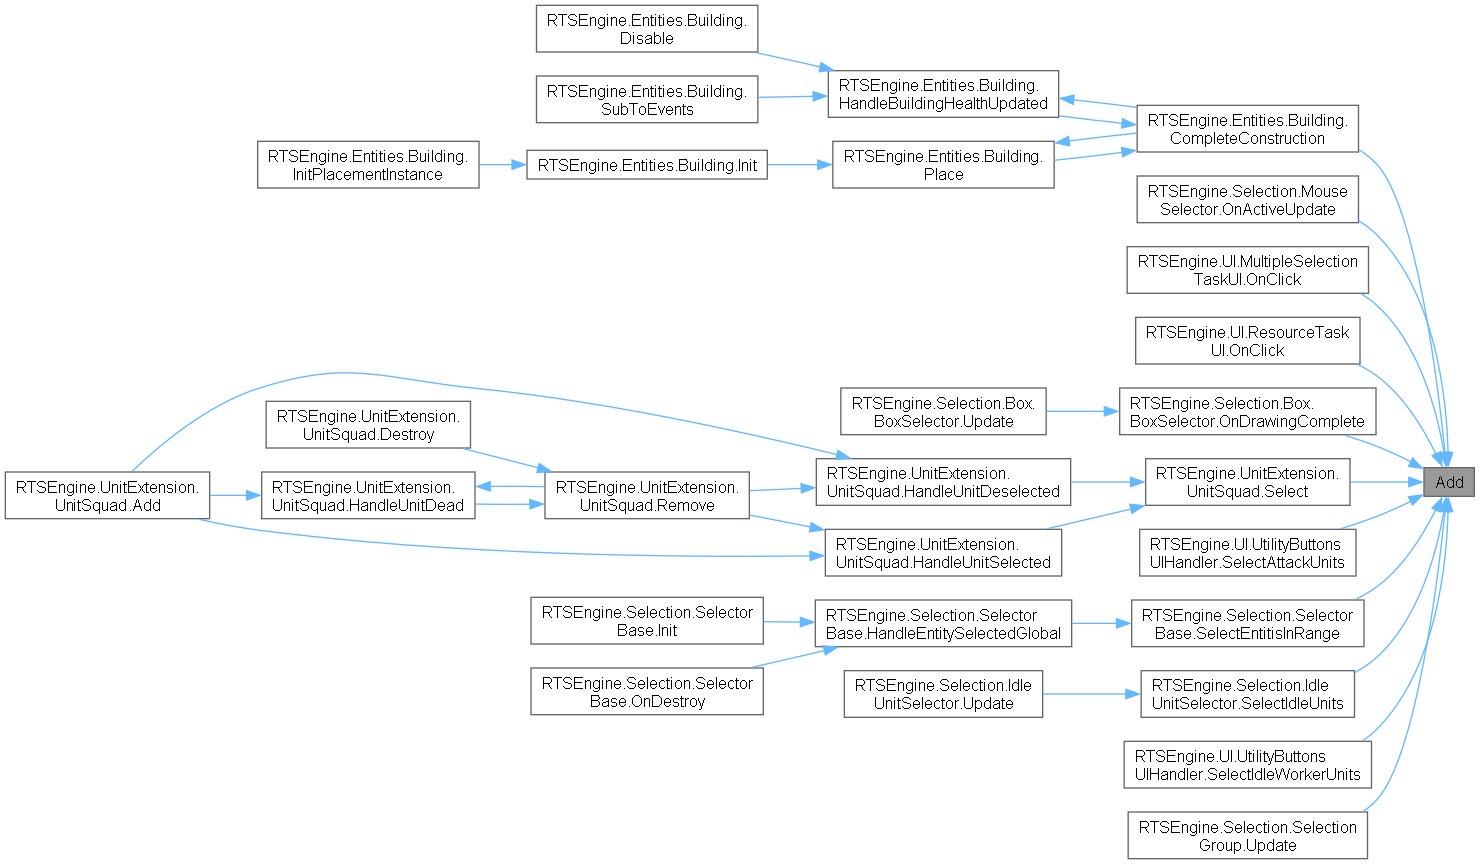 RTSEngine.Entities.Building.
Disable
RTSEngine.Entities.Building.
HandleBuildingHealthUpdated
RTSEngine.Entities.Building.
SubToEvents
RTSEngine.Entities.Building.
CompleteConstruction
RTSEngine.Entities.Building.
InitPlacementInstance
RTSEngine.Entities.Building.Init
RTSEngine.Entities.Building.
Place
RTSEngine.Selection.Mouse
Selector.OnActiveUpdate
RTSEngine.UI.MultipleSelection
TaskUI.OnClick
RTSEngine.UI.ResourceTask
UI.OnClick
RTSEngine.Selection.Box.
BoxSelector.Update
RTSEngine.Selection.Box.
BoxSelector.OnDrawingComplete
RTSEngine.UnitExtension.
UnitSquad.Destroy
RTSEngine.UnitExtension.
UnitSquad.Add
RTSEngine.UnitExtension.
UnitSquad.HandleUnitDead
RTSEngine.UnitExtension.
UnitSquad.Remove
RTSEngine.UnitExtension.
UnitSquad.HandleUnitDeselected
RTSEngine.UnitExtension.
UnitSquad.Select
Add
RTSEngine.UnitExtension.
UnitSquad.HandleUnitSelected
RTSEngine.UI.UtilityButtons
UIHandler.SelectAttackUnits
RTSEngine.Selection.Selector
Base.Init
RTSEngine.Selection.Selector
Base.HandleEntitySelectedGlobal
RTSEngine.Selection.Selector
Base.SelectEntitisInRange
RTSEngine.Selection.Selector
Base.OnDestroy
RTSEngine.Selection.Idle
UnitSelector.Update
RTSEngine.Selection.Idle
UnitSelector.SelectIdleUnits
RTSEngine.UI.UtilityButtons
UIHandler.SelectIdleWorkerUnits
RTSEngine.Selection.Selection
Group.Update